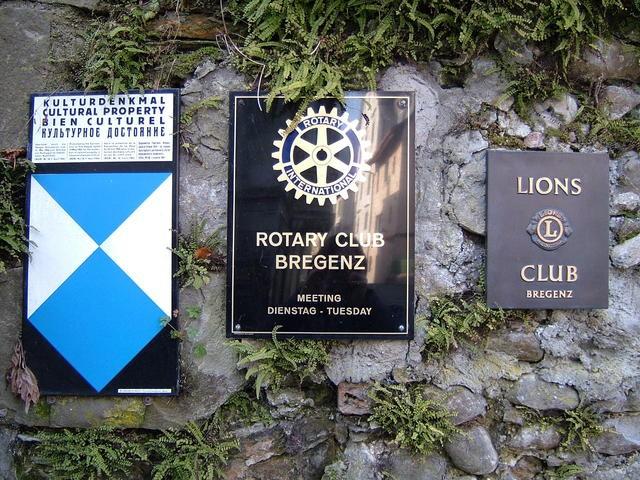 KULTURDENKMAL
CULTURAL PROPERTY
BIEN CULTUREL
КУЛЬТУРНОЕ ДОСТОЯНИЕ
ROTARY
INTERNATIONAL
ROTARY CLUB
BREGENZ
MEETING
DIENSTAG - TUESDAY
LIONS
L
CLUB
BREGENZ